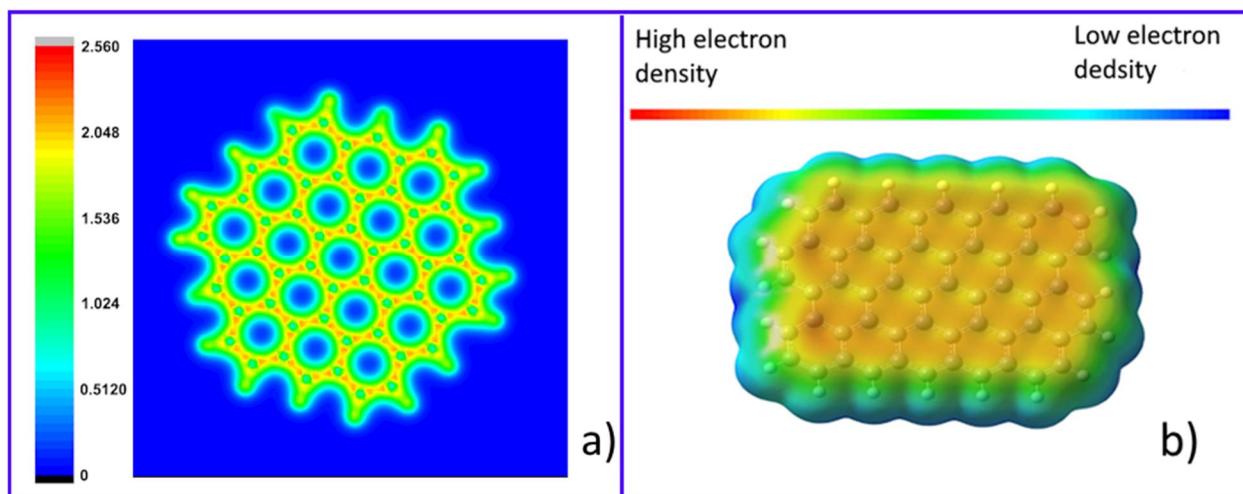 2.560
2.048
1.536
1.024
0.5120
0
a)
High electron
density
Low electron
dedsity
b)